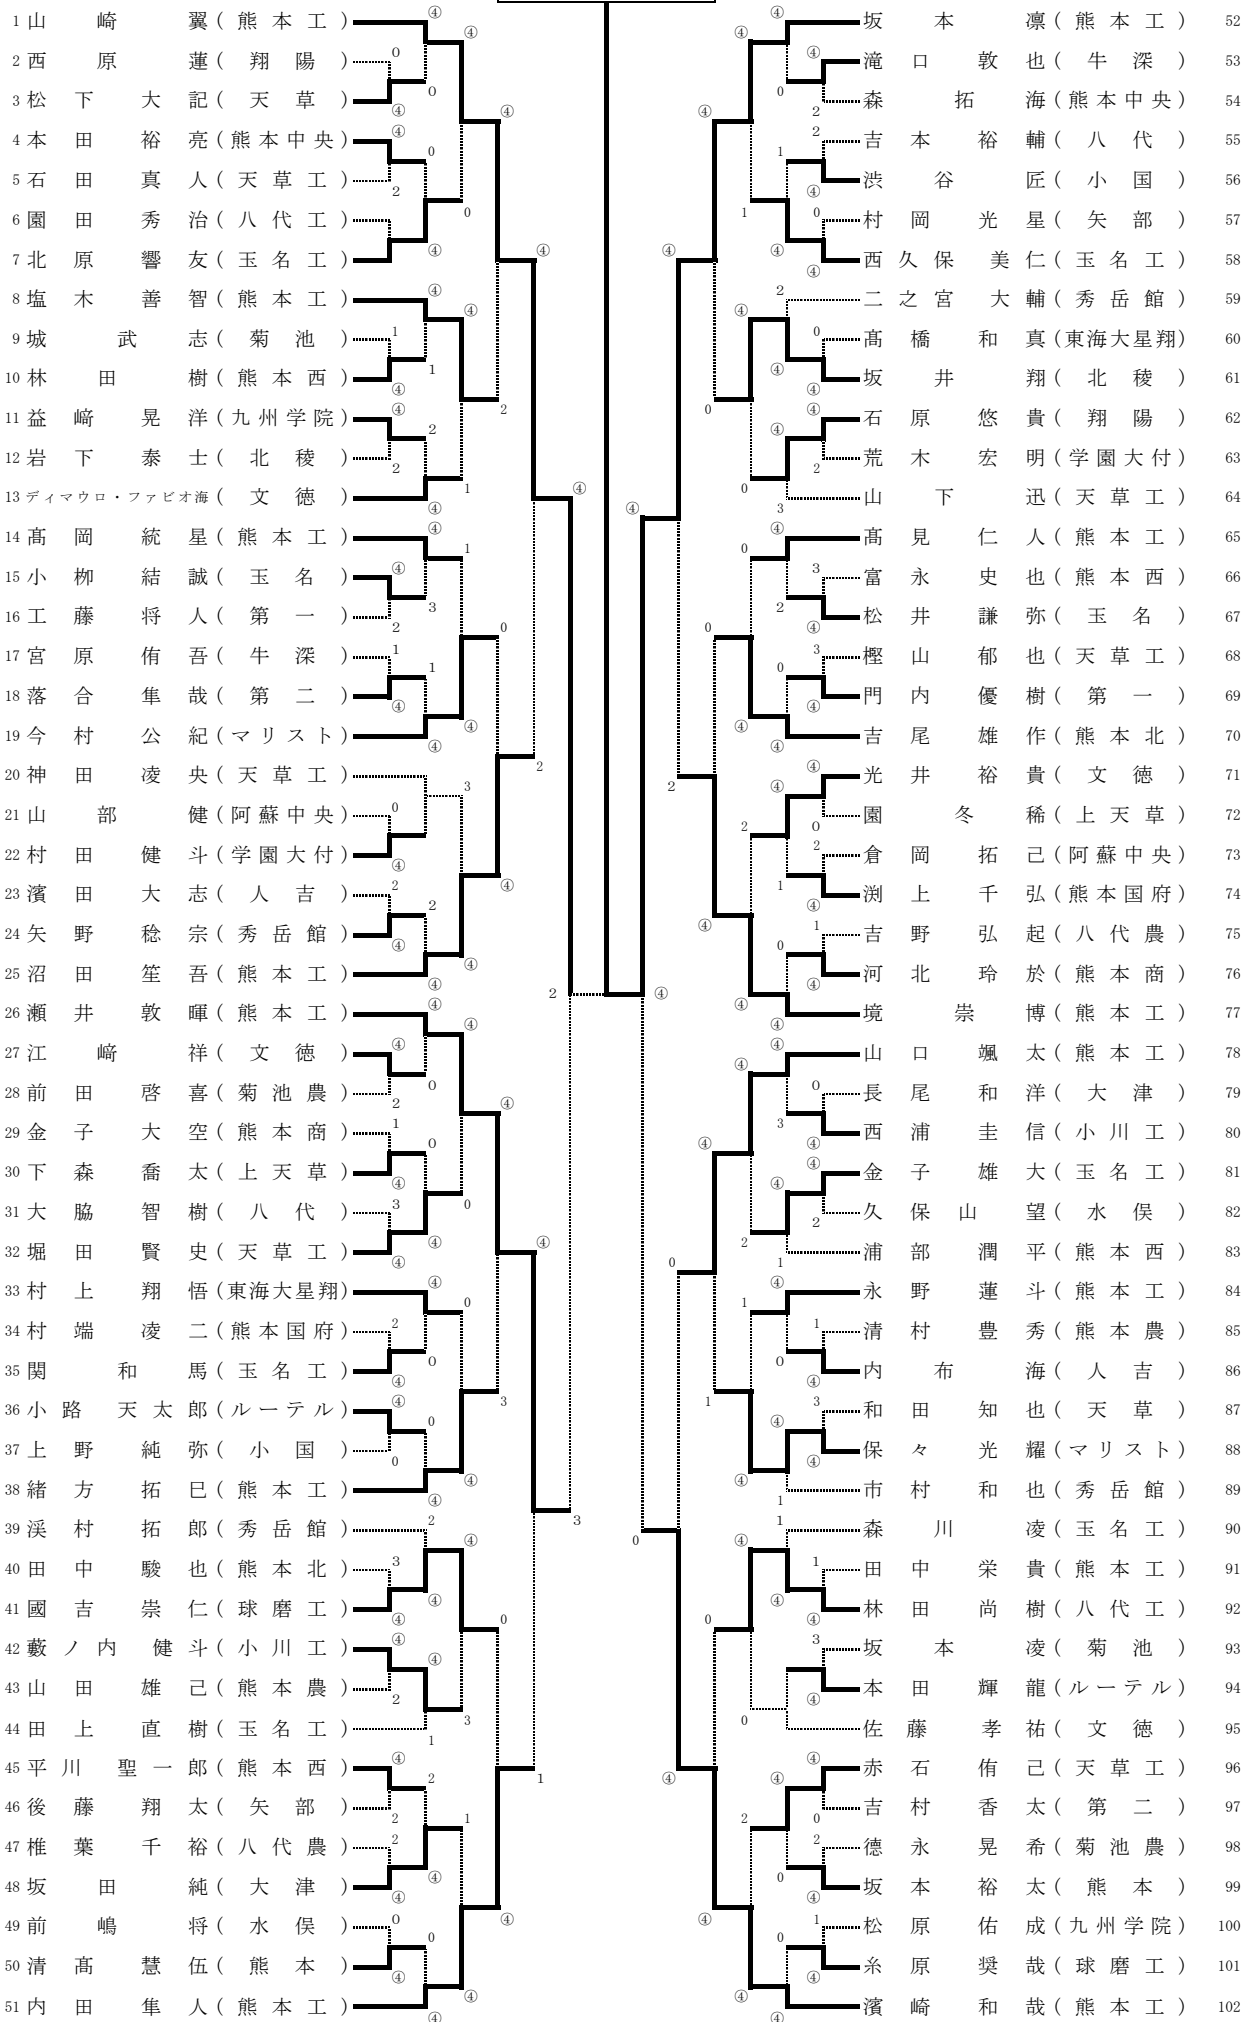 1 山崎 翼 (熊本工)
2 西原 蓮 (翔陽)
3 松下大記 (天草)
4 本田裕亮 (熊本中央)
5 石田真人 (天草工)
6 園田秀治 (八代工)
7 北原響友 (玉名工)
8 塩木善智 (熊本工)
9 城 武志 (菊池)
10 林田 樹 (熊本西)
11 益﨑晃洋 (九州学院)
12 岩下泰士 (北稜)
13 ディマウロ・ファビオ海 (文徳)
14 髙岡統星 (熊本工)
15 小栁結誠 (玉名)
16 工藤将人 (第一)
17 宮原侑吾 (牛深)
18 落合隼哉 (第二)
19 今村公紀 (マリスト)
20 神田凌央 (天草工)
21 山部 健 (阿蘇中央)
22 村田健斗 (学園大付)
23 濱田大志 (人吉)
24 矢野稔宗 (秀岳館)
25 沼田笙吾 (熊本工)
26 瀬井敦暉 (熊本工)
27 江﨑 祥 (文徳)
28 前田啓喜 (菊池農)
29 金子大空 (熊本商)
30 下森喬太 (上天草)
31 大脇智樹 (八代)
32 堀田賢史 (天草工)
33 村上翔悟 (東海大星翔)
34 村端凌二 (熊本国府)
35 関 和馬 (玉名工)
36 小路天太郎 (ルーテル)
37 上野純弥 (小国)
38 緒方拓巳 (熊本工)
39 渓村拓郎 (秀岳館)
40 田中駿也 (熊本北)
41 國吉崇仁 (球磨工)
42 藪ノ内健斗 (小川工)
43 山田雄己 (熊本農)
44 田上直樹 (玉名工)
45 平川聖一郎 (熊本西)
46 後藤翔太 (矢部)
47 椎葉千裕 (八代農)
48 坂田 純 (大津)
49 前嶋 将 (水俣)
50 清髙慧伍 (熊本)
51 内田隼人 (熊本工)
坂本 凛 (熊本工) 52
滝口敦也 (牛深) 53
森 拓海 (熊本中央) 54
吉本裕輔 (八代) 55
渋谷 匠 (小国) 56
村岡光星 (矢部) 57
西久保美仁 (玉名工) 58
二之宮大輔 (秀岳館) 59
髙橋和真 (東海大星翔) 60
坂井 翔 (北稜) 61
石原悠貴 (翔陽) 62
荒木宏明 (学園大付) 63
山下 迅 (天草工) 64
髙見仁人 (熊本工) 65
富永史也 (熊本西) 66
松井謙弥 (玉名) 67
樫山郁也 (天草工) 68
門内優樹 (第一) 69
吉尾雄作 (熊本北) 70
光井裕貴 (文徳) 71
園 冬稀 (上天草) 72
倉岡拓己 (阿蘇中央) 73
渕上千弘 (熊本国府) 74
吉野弘起 (八代農) 75
河北玲於 (熊本商) 76
境 崇博 (熊本工) 77
山口颯太 (熊本工) 78
長尾和洋 (大津) 79
西浦圭信 (小川工) 80
金子雄大 (玉名工) 81
久保山 望 (水俣) 82
浦部潤平 (熊本西) 83
永野蓮斗 (熊本工) 84
清村豊秀 (熊本農) 85
内布 海 (人吉) 86
和田知也 (天草) 87
保々光耀 (マリスト) 88
市村和也 (秀岳館) 89
森川 凌 (玉名工) 90
田中栄貴 (熊本工) 91
林田尚樹 (八代工) 92
坂本 凌 (菊池) 93
本田輝龍 (ルーテル) 94
佐藤孝祐 (文徳) 95
赤石侑己 (天草工) 96
吉村香太 (第二) 97
德永晃希 (菊池農) 98
坂本裕太 (熊本) 99
松原佑成 (九州学院) 100
糸原奨哉 (球磨工) 101
濱崎和哉 (熊本工) 102